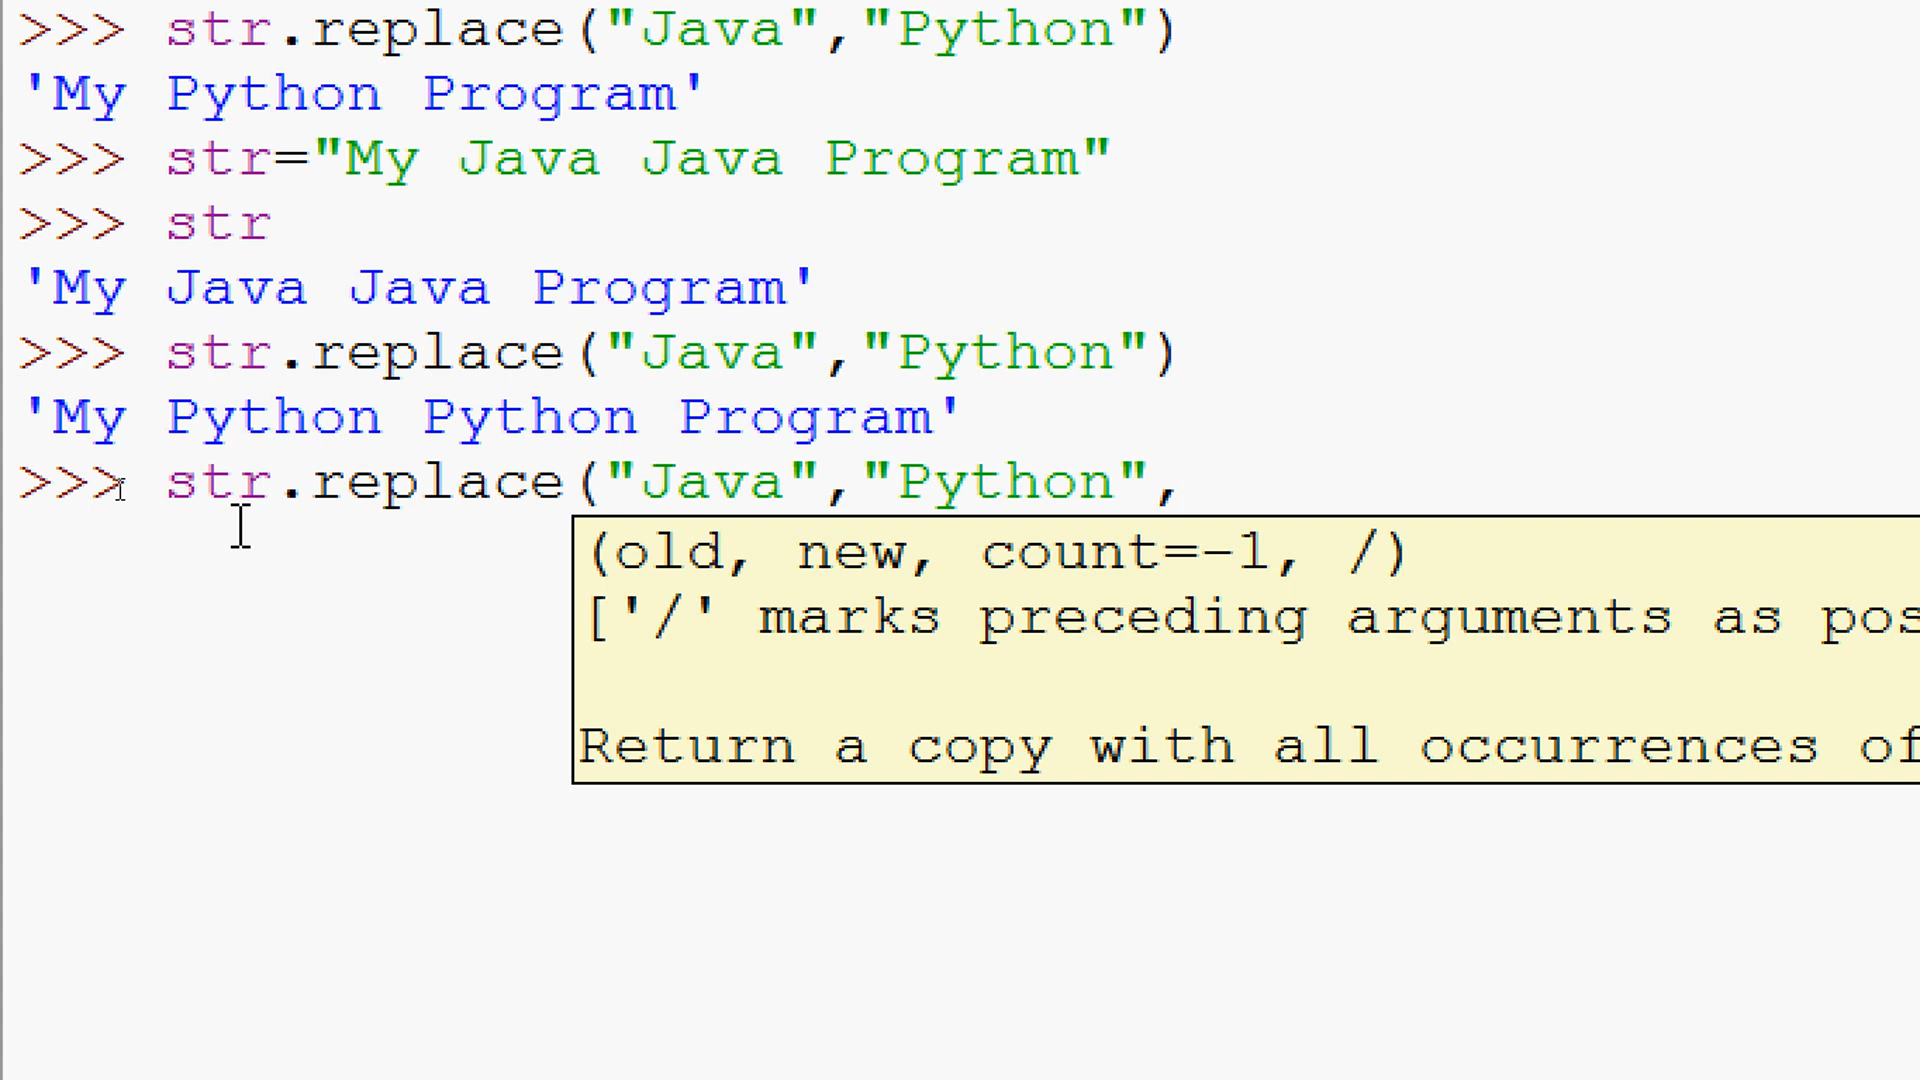 >>> str.replace("Java","Python")
'My Python Program'
>>> str="My Java Java Program"
>>> str
'My Java Java Program'
>>> str.replace("Java","Python")
'My Python Python Program'
>>> str.replace("Java","Python",
(old, new, count=-1, /)
['/' marks preceding arguments as pos
Return a copy with all occurrences of